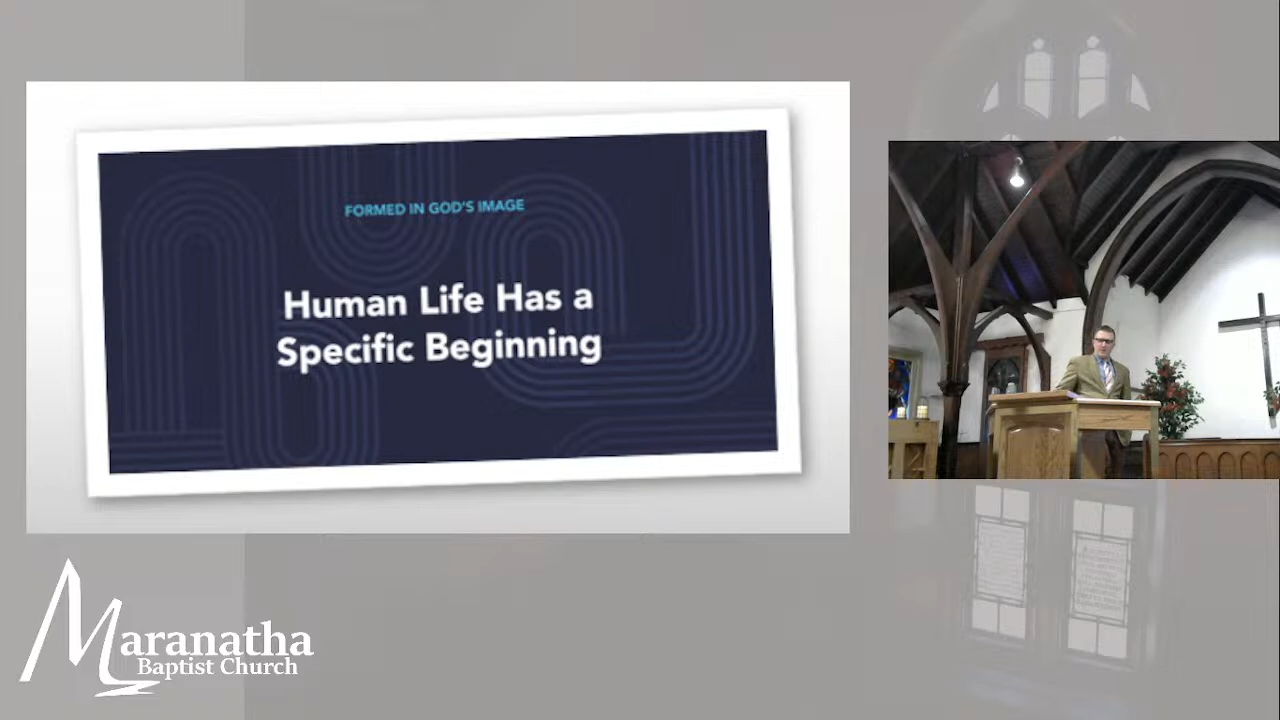 FORMED IN GOD'S IMAGE
Human Life Has a
Specific Beginning
Maranatha
Baptist Church